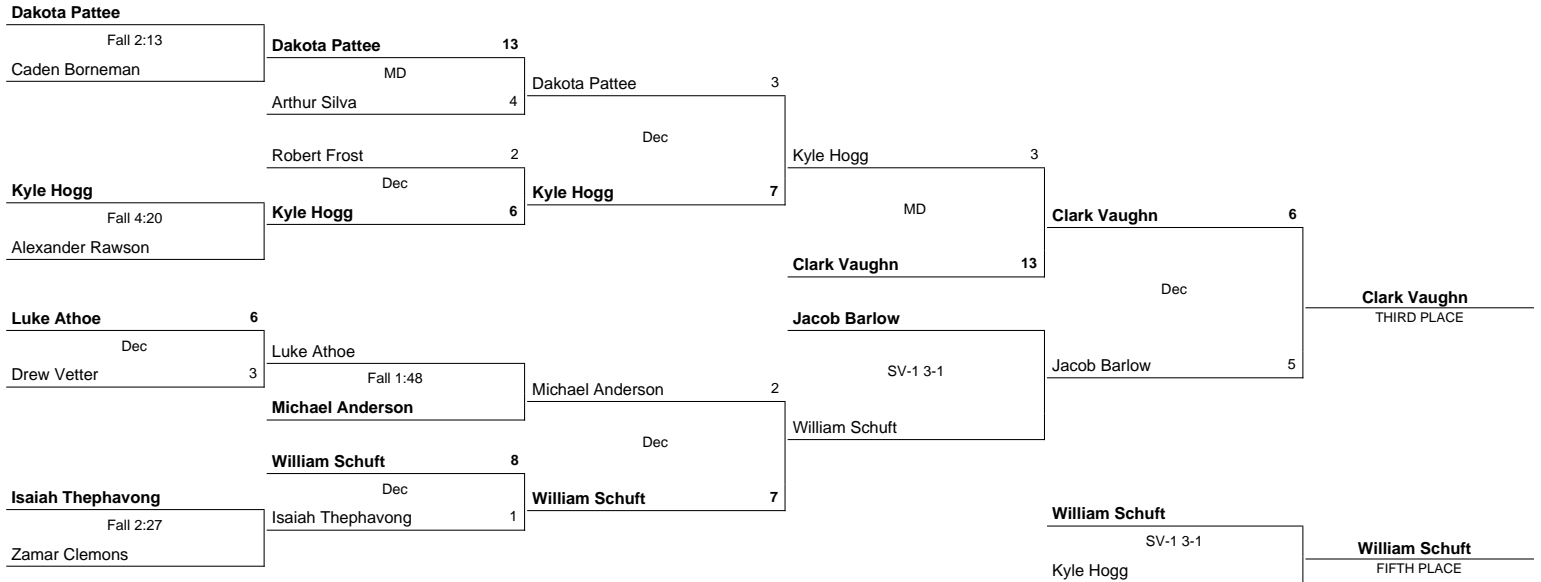 Dakota Pattee
Fall 2:13
Caden Borneman
Kyle Hogg
Fall 4:20
Alexander Rawson
Luke Athoe 6
Dec
Drew Vetter 3
Isaiah Thephavong
Fall 2:27
Zamar Clemons
Dakota Pattee 13
MD
Arthur Silva 4
Robert Frost 2
Dec
Kyle Hogg 6
Luke Athoe
Fall 1:48
Michael Anderson
William Schuft 8
Dec
Isaiah Thephavong 1
Dakota Pattee 3
Dec
Kyle Hogg 7
Michael Anderson 2
Dec
William Schuft 7
Kyle Hogg 3
MD
Clark Vaughn 13
Jacob Barlow
SV-1 3-1
William Schuft
Clark Vaughn 6
Dec
Jacob Barlow 5
Clark Vaughn
THIRD PLACE
William Schuft
SV-1 3-1
Kyle Hogg
William Schuft
FIFTH PLACE